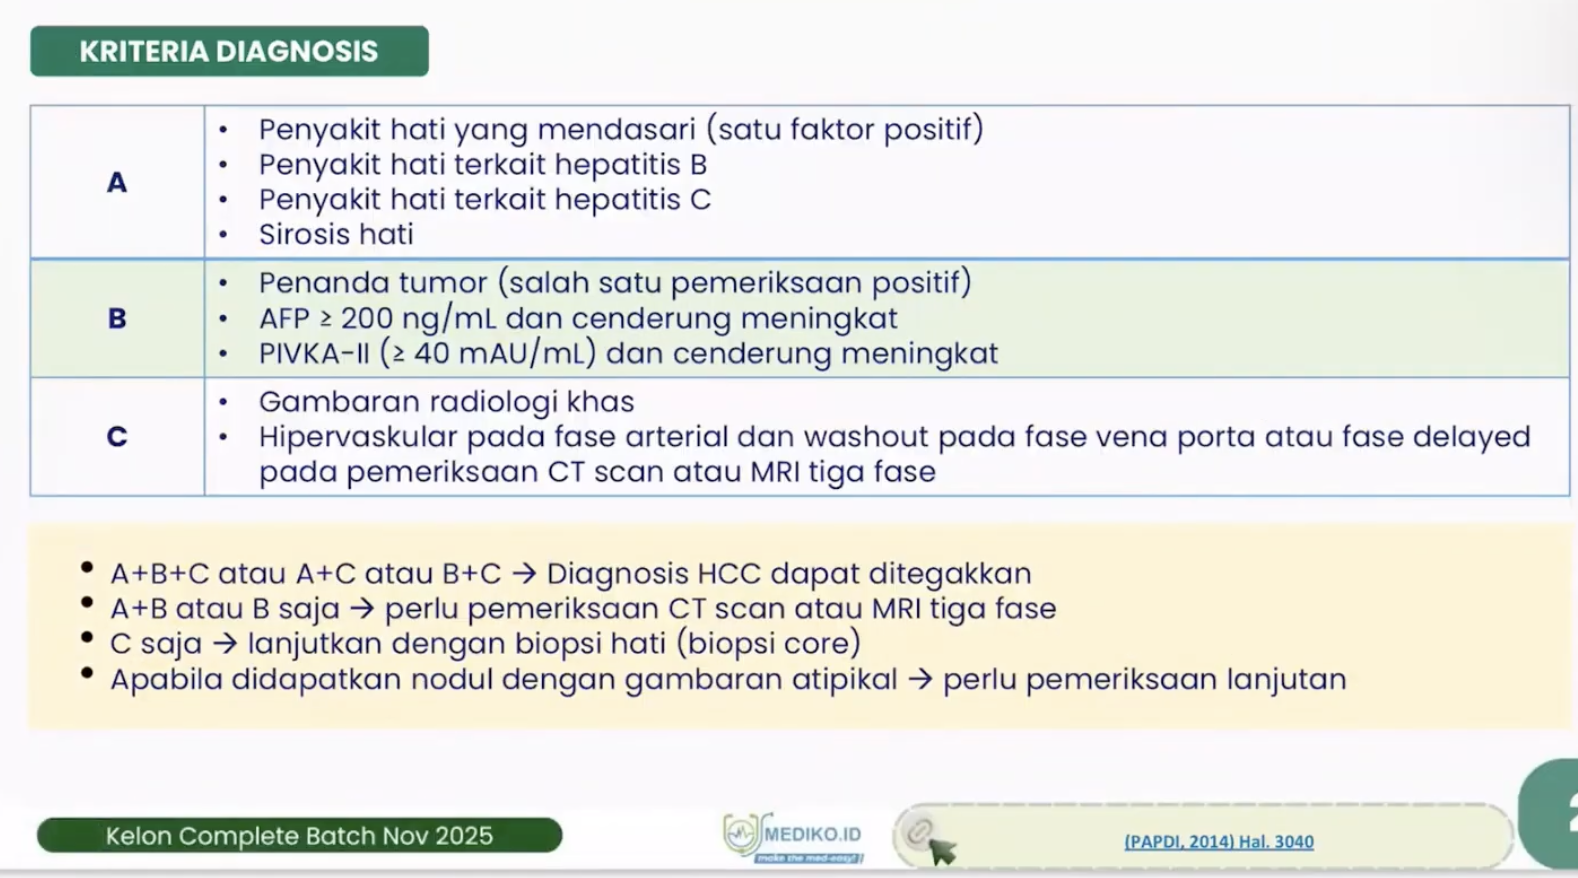 KRITERIA DIAGNOSIS
A
• Penyakit hati yang mendasari (satu faktor positif)
• Penyakit hati terkait hepatitis B
• Penyakit hati terkait hepatitis C
• Sirosis hati
B
• Penanda tumor (salah satu pemeriksaan positif)
• AFP ≥ 200 ng/mL dan cenderung meningkat
• PIVKA-II (≥ 40 mAU/mL) dan cenderung meningkat
C
• Gambaran radiologi khas
• Hipervaskular pada fase arterial dan washout pada fase vena porta atau fase delayed
pada pemeriksaan CT scan atau MRI tiga fase
• A+B+C atau A+C atau B+C → Diagnosis HCC dapat ditegakkan
• A+B atau B saja → perlu pemeriksaan CT scan atau MRI tiga fase
• C saja → lanjutkan dengan biopsi hati (biopsi core)
• Apabila didapatkan nodul dengan gambaran atipikal → perlu pemeriksaan lanjutan
Kelon Complete Batch Nov 2025
MEDIKO.ID
make the med-easy!
(PAPDI, 2014) Hal. 3040